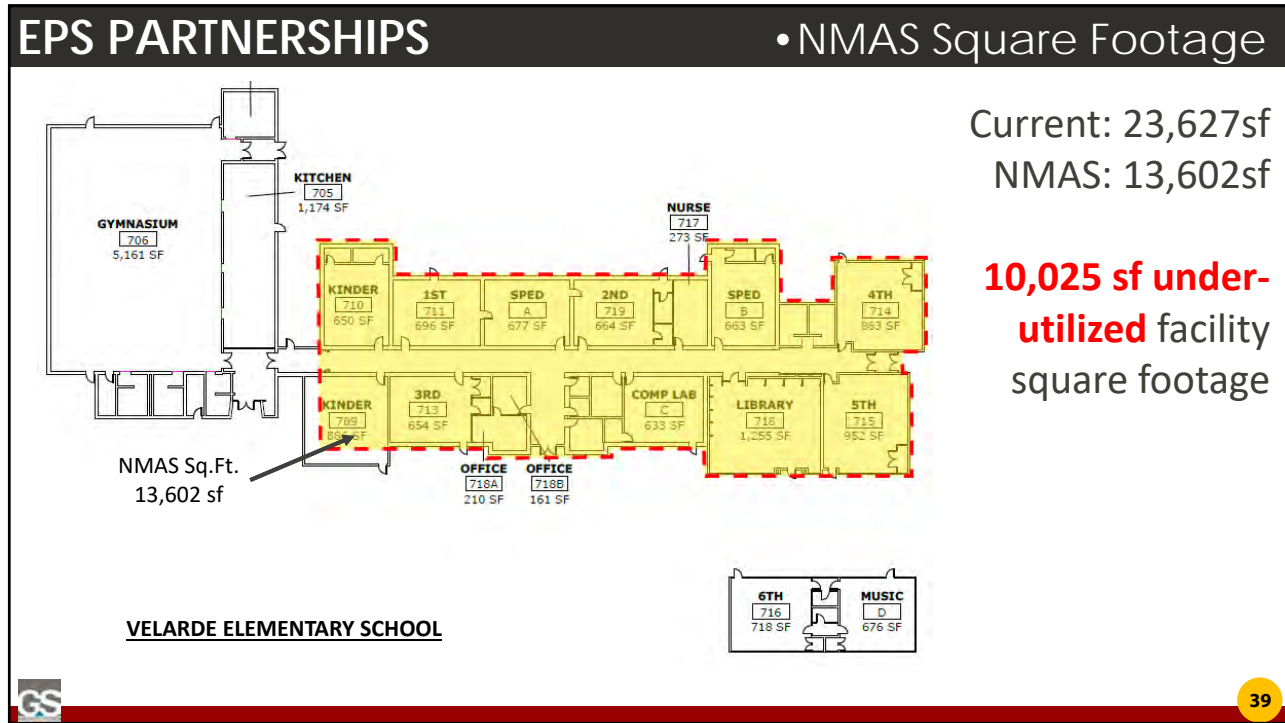 EPS PARTNERSHIPS
•NMAS Square Footage
Current: 23,627sf
NMAS: 13,602sf
10,025 sf under-
utilized facility
square footage
KITCHEN
705
1,174 SF
GYMNASIUM
706
5,161 SF
NURSE
717
273 SF
KINDER
710
650 SF
1ST
711
696 SF
SPED
A
677 SF
2ND
719
664 SF
SPED
B
663 SF
4TH
714
863 SF
KINDER
709
SF
3RD
713
654 SF
COMP LAB
C
633 SF
LIBRARY
1,255 SF
5TH
715
952 SF
OFFICE
718A
210 SF
OFFICE
718B
161 SF
NMAS Sq.Ft.
13,602 sf
6TH
716
718 SF
MUSIC
D
676 SF
VELARDE ELEMENTARY SCHOOL
GS
39